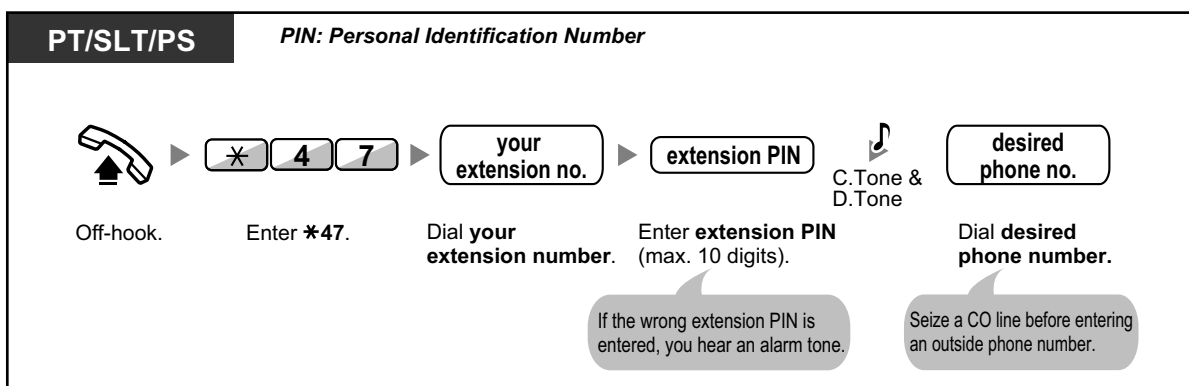 PT/SLT/PS
PIN: Personal Identification Number
* 4 7
your
extension no.
extension PIN
C.Tone &
D.Tone
desired
phone no.
Off-hook.
Enter *47.
Dial your
extension number.
Enter extension PIN
(max. 10 digits).
Dial desired
phone number.
If the wrong extension PIN is
entered, you hear an alarm tone.
Seize a CO line before entering
an outside phone number.